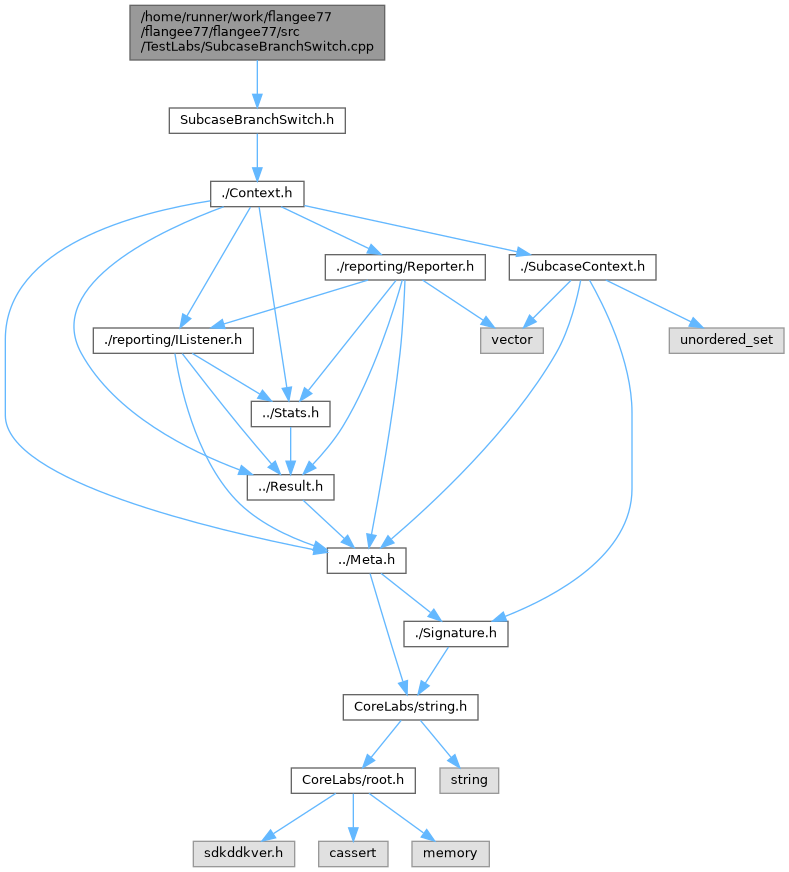 /home/runner/work/flangee77
/flangee77/flangee77/src
/TestLabs/SubcaseBranchSwitch.cpp
SubcaseBranchSwitch.h
./Context.h
./reporting/Reporter.h
./SubcaseContext.h
./reporting/IListener.h
vector
unordered_set
../Stats.h
../Result.h
../Meta.h
./Signature.h
CoreLabs/string.h
CoreLabs/root.h
string
sdkddkver.h
cassert
memory